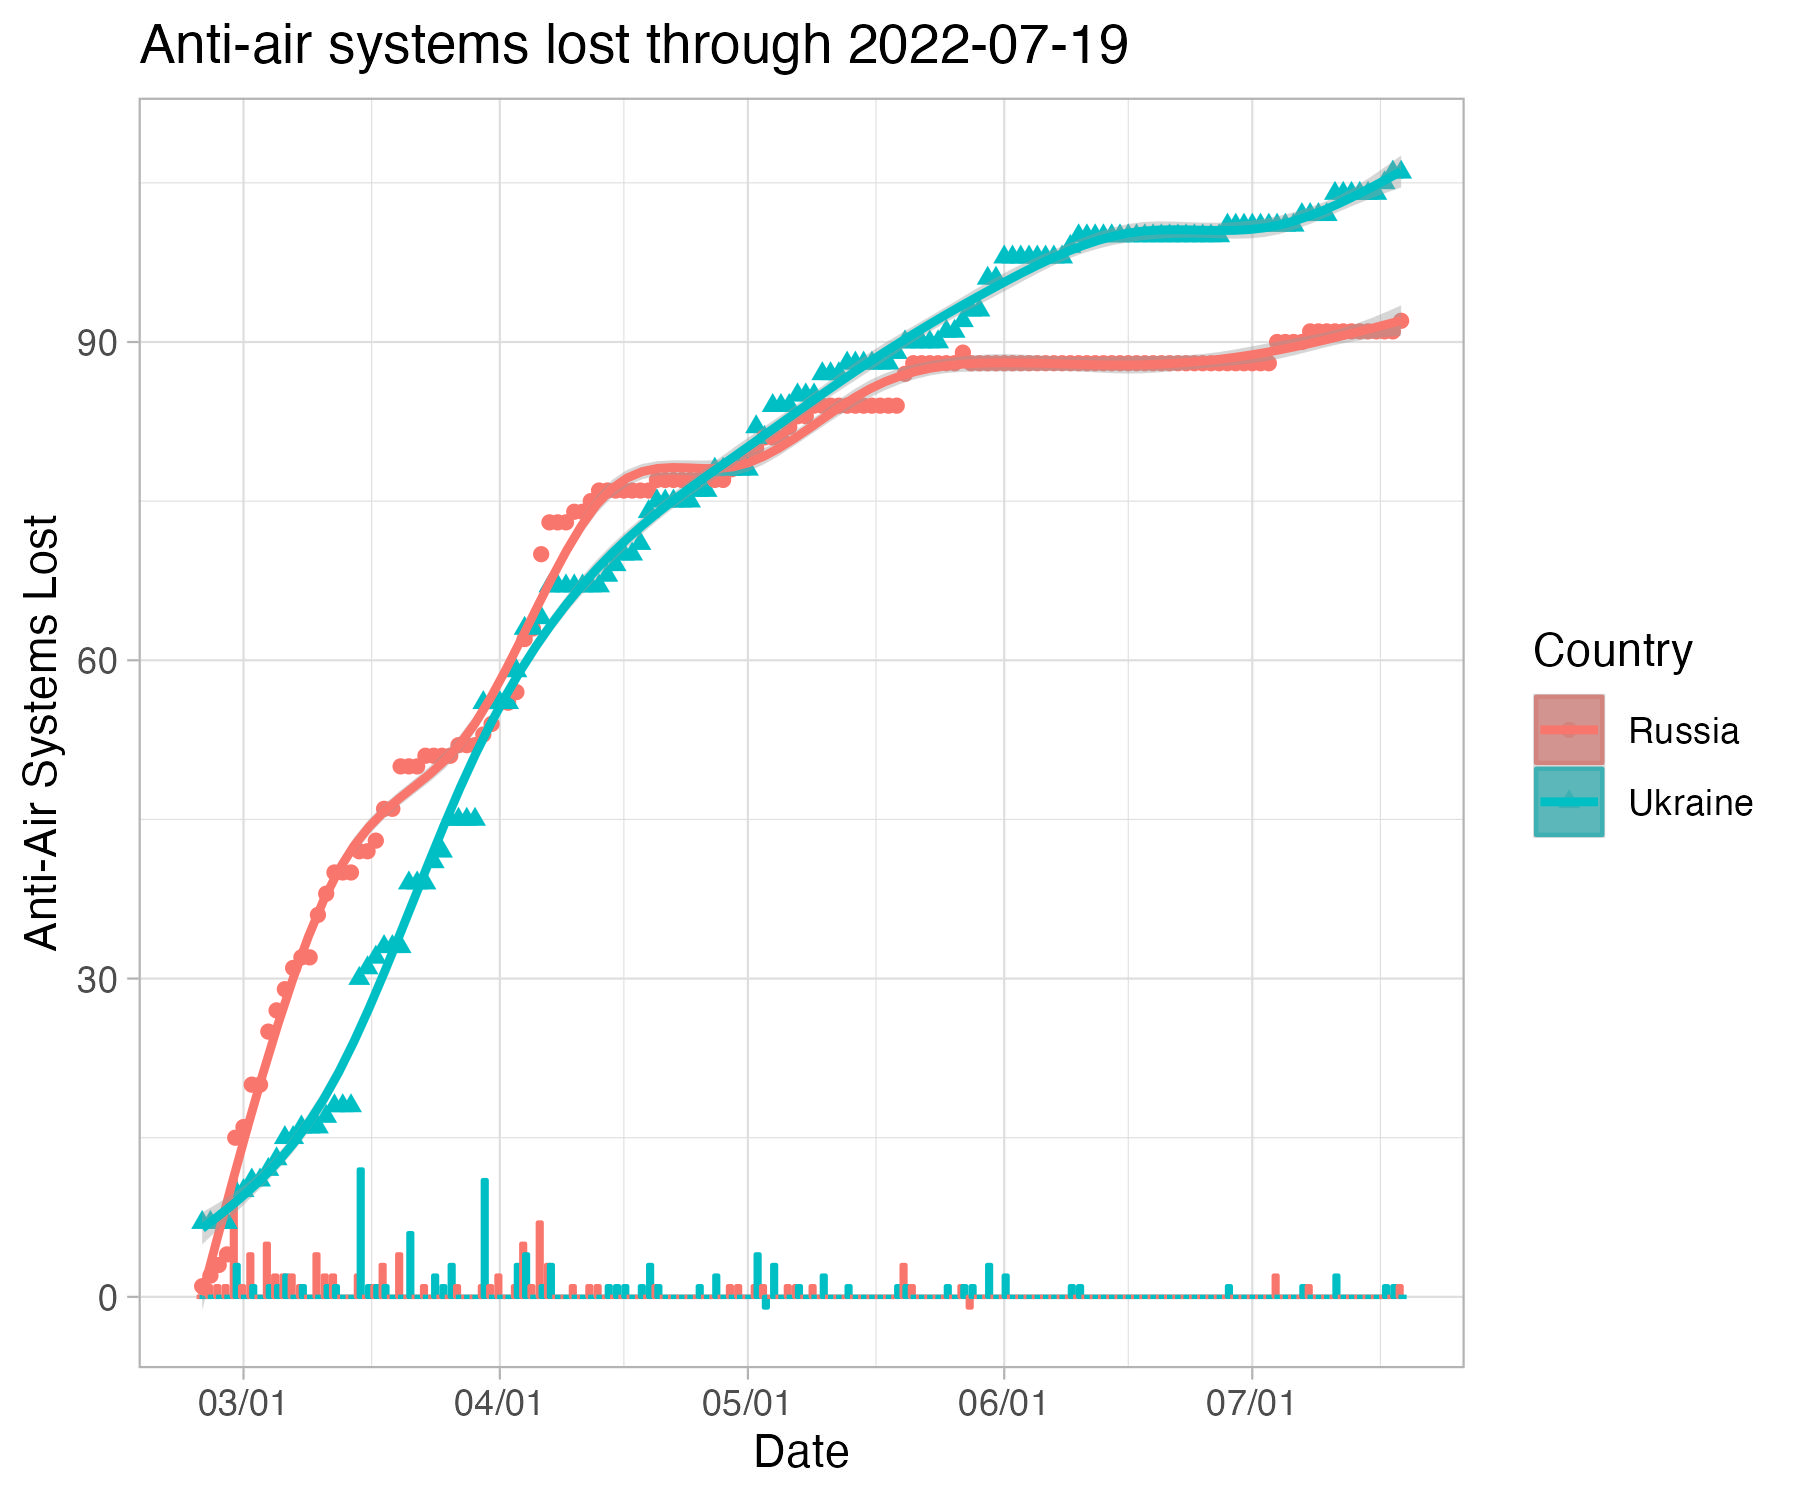 Anti-air systems lost through 2022-07-19
Anti-Air Systems Lost
90
60
30
0
03/01 04/01 05/01 06/01 07/01
Date
Country
Russia
Ukraine